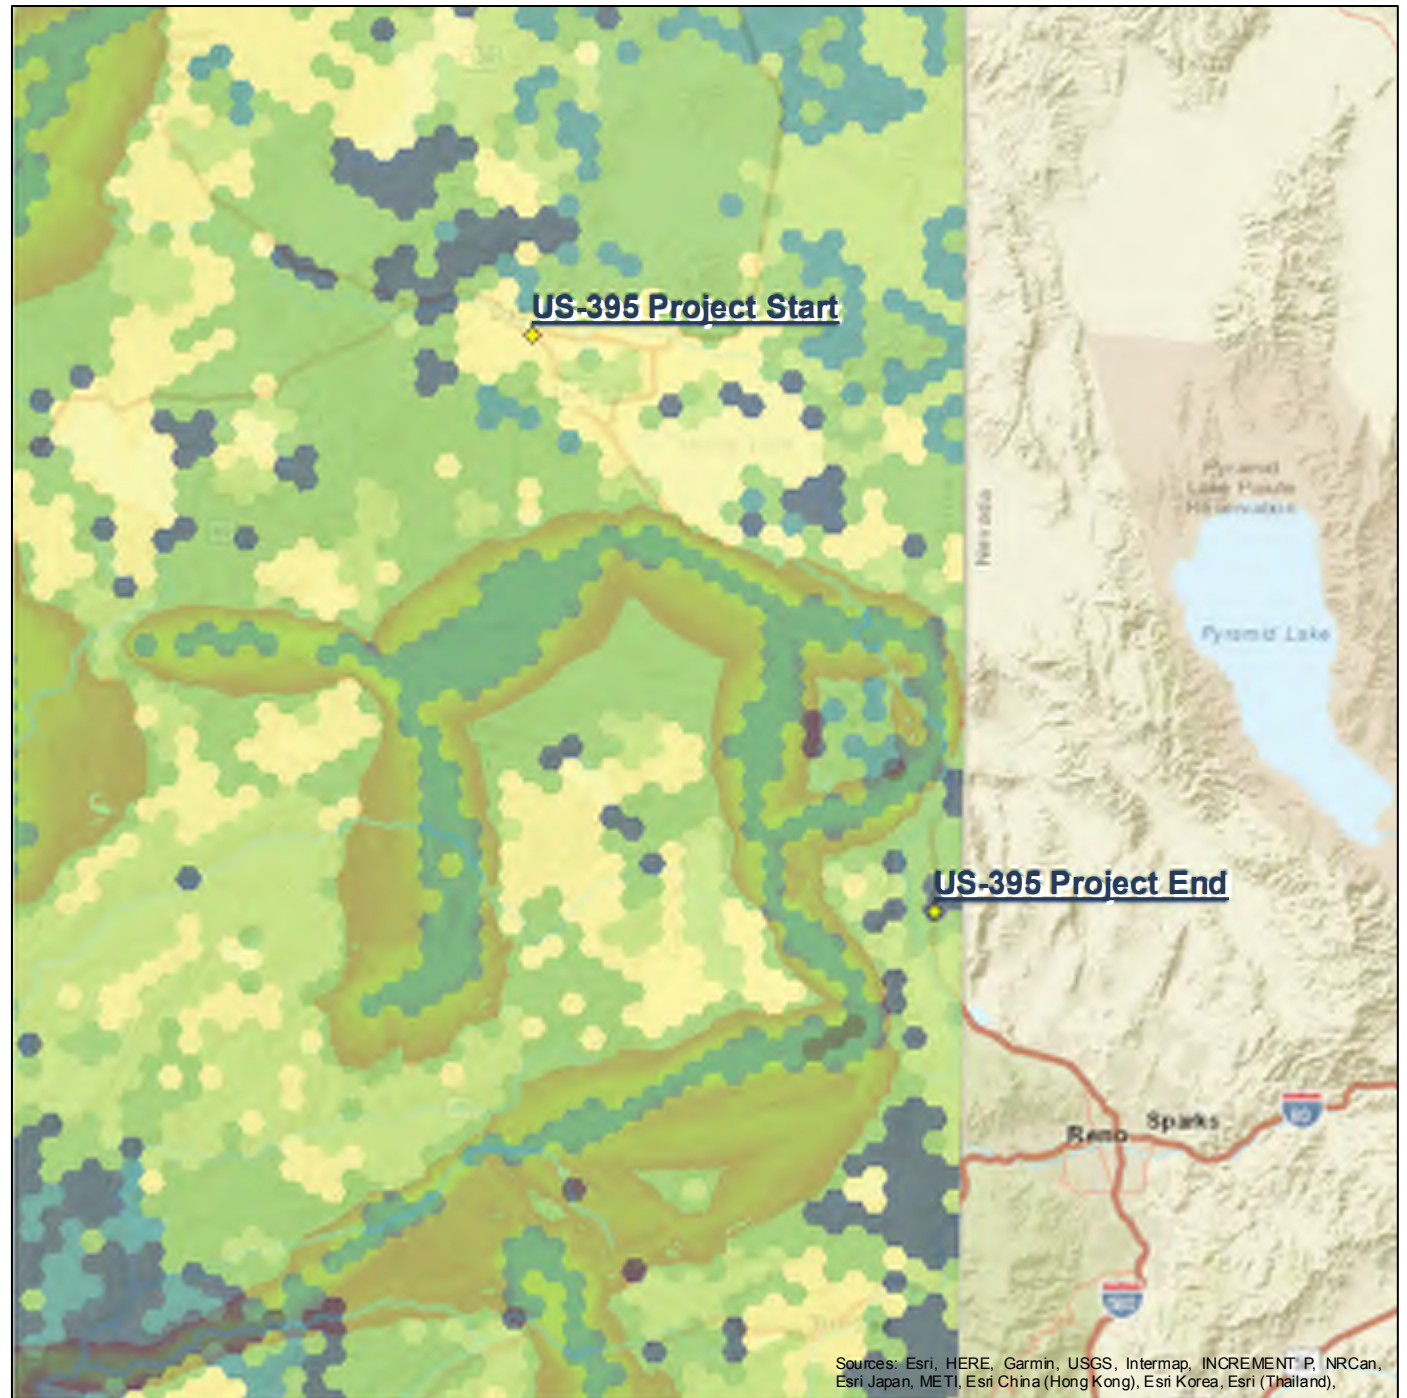 US-395 Project Start
Nevada
Pyramid
Lake Paiute
Reservation
Pyramid Lake
US-395 Project End
Sparks
Reno
80
Sources: Esri, HERE, Garmin, USGS, Intermap, INCREMENT P, NRCan,
Esri Japan, METI, Esri China (Hong Kong), Esri Korea, Esri (Thailand),